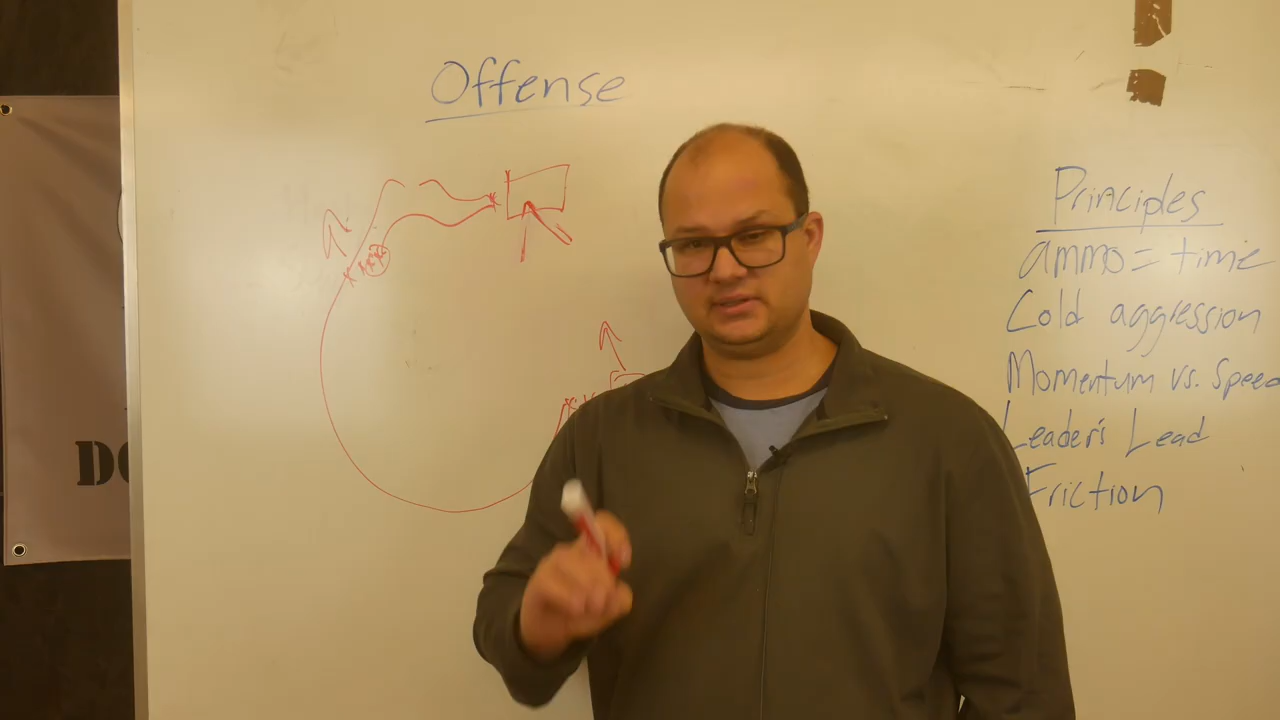 Offense
Principles
ammo = time
Cold aggression
Momentum vs. Speed
Leader's Lead
Friction